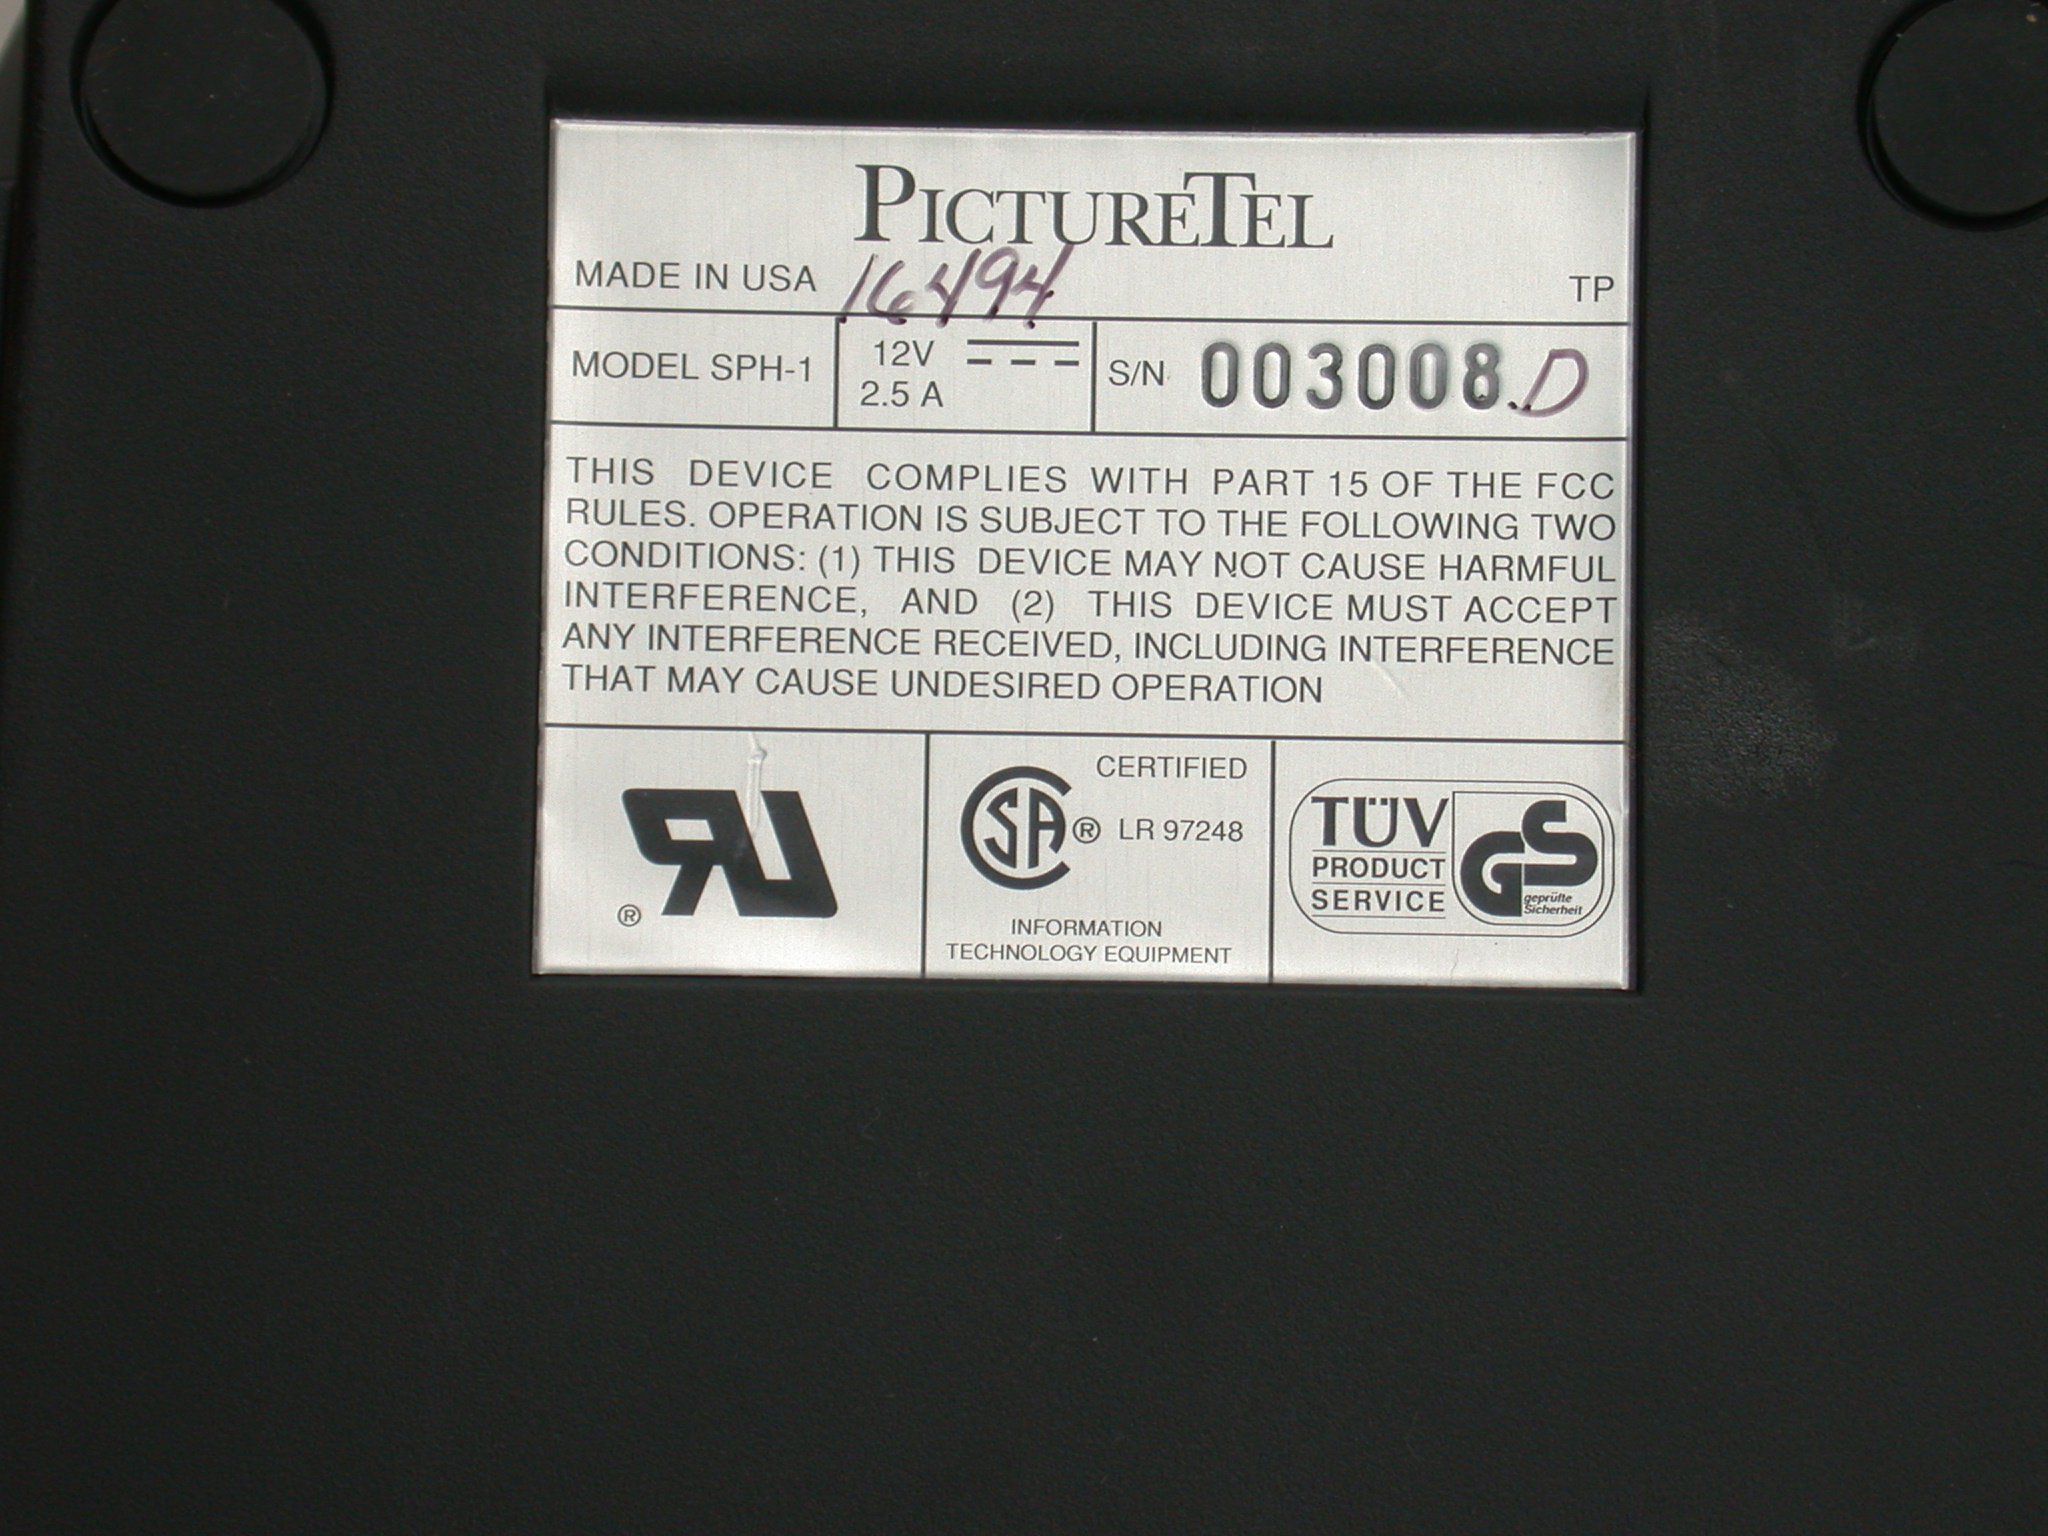 PICTURETEL
MADE IN USA 16494 TP
MODEL SPH-1 12V 2.5 A S/N 003008 D
THIS DEVICE COMPLIES WITH PART 15 OF THE FCC
RULES. OPERATION IS SUBJECT TO THE FOLLOWING TWO
CONDITIONS: (1) THIS DEVICE MAY NOT CAUSE HARMFUL
INTERFERENCE, AND (2) THIS DEVICE MUST ACCEPT
ANY INTERFERENCE RECEIVED, INCLUDING INTERFERENCE
THAT MAY CAUSE UNDESIRED OPERATION
RU ®
CSA ® CERTIFIED
LR 97248
INFORMATION
TECHNOLOGY EQUIPMENT
TÜV
PRODUCT
SERVICE
GS
geprüfte
Sicherheit